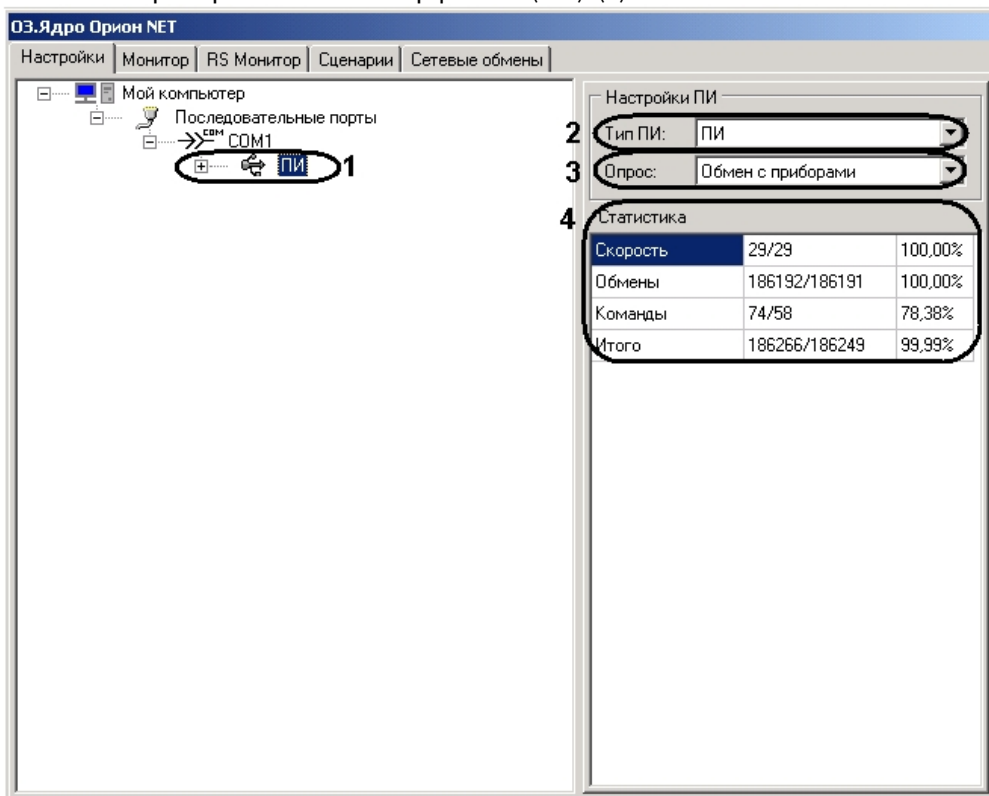 ОЗ.Ядро Орион NET
Настройки Монитор RS Монитор Сценарии Сетевые обмены
Мой компьютер
Последовательные порты
COM COM1
ПИ 1
Настройки ПИ
2 Тип ПИ: ПИ
3 Опрос: Обмен с приборами
4 Статистика
Скорость 29/29 100,00%
Обмены 186192/186191 100,00%
Команды 74/58 78,38%
Итого 186266/186249 99,99%